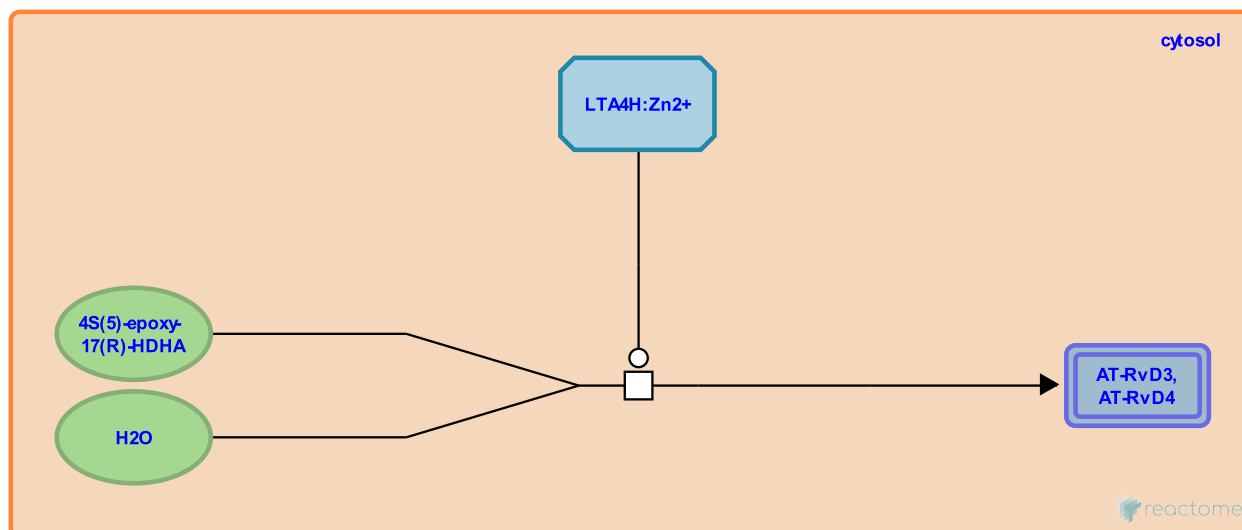 cytosol
LTA4H:Zn2+
4S(5)-epoxy-
17(R)-HDHA
H2O
AT-RvD3,
AT-RvD4
reactome